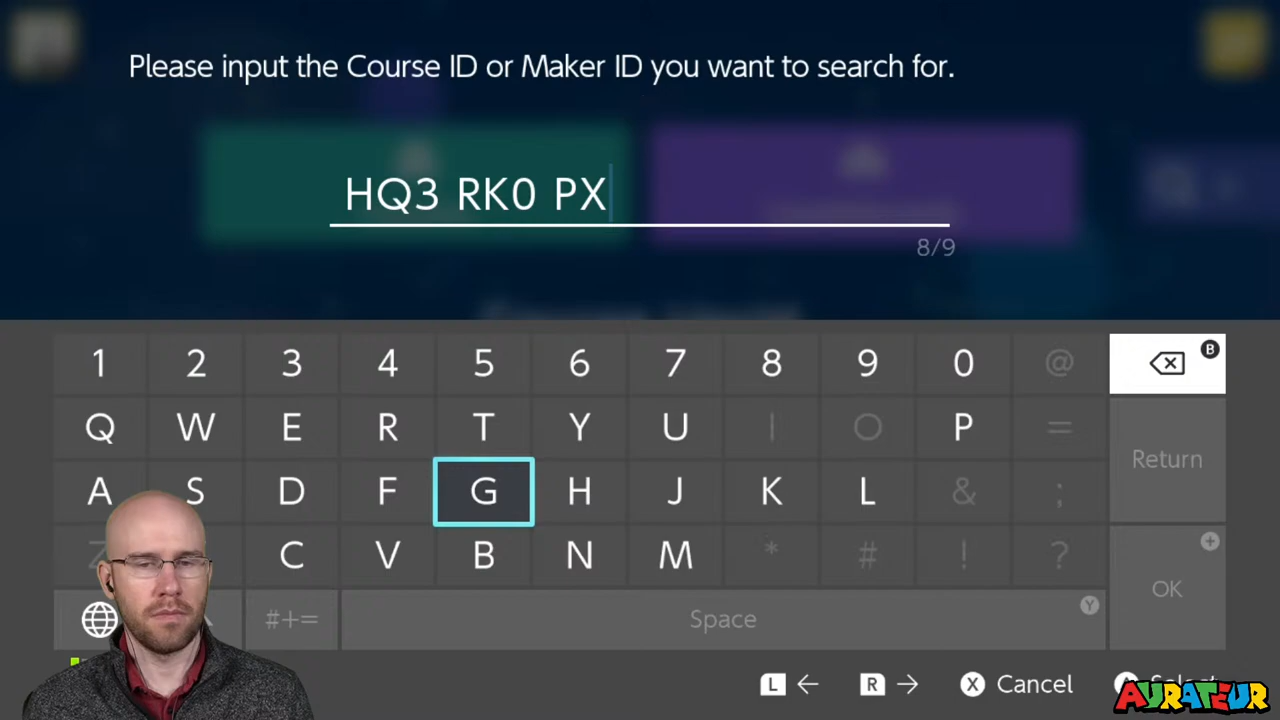 Please input the Course ID or Maker ID you want to search for.
HQ3 RK0 PX
8/9
1 2 3 4 5 6 7 8 9 0 @ B
Q W E R T Y U I O P = Return
A S D F G H J K L & ;
Z C V B N M * # ! ? + OK
#+= Space Y
L ← R → X Cancel Select
AURATEUR